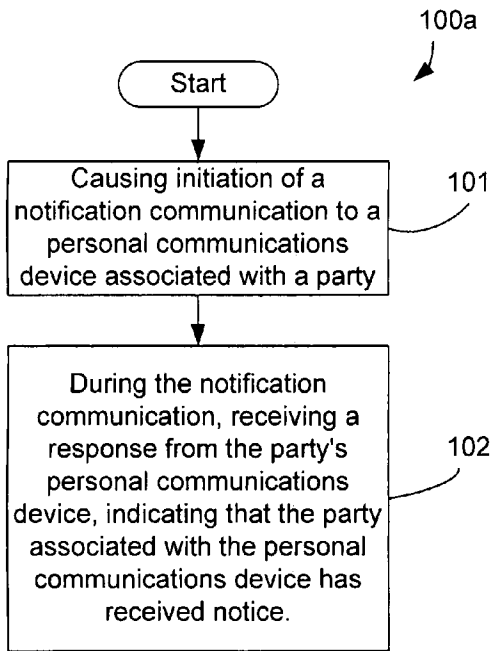 100a
Start
Causing initiation of a
notification communication to a
personal communications
device associated with a party
101
During the notification
communication, receiving a
response from the party's
personal communications
device, indicating that the party
associated with the personal
communications device has
received notice.
102